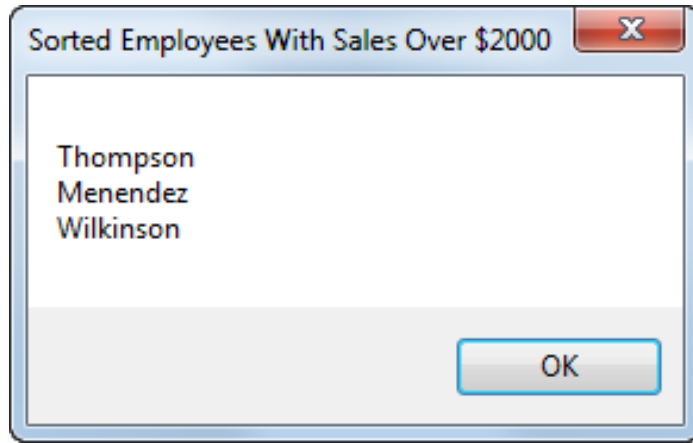 Sorted Employees With Sales Over $2000
Thompson
Menendez
Wilkinson
OK